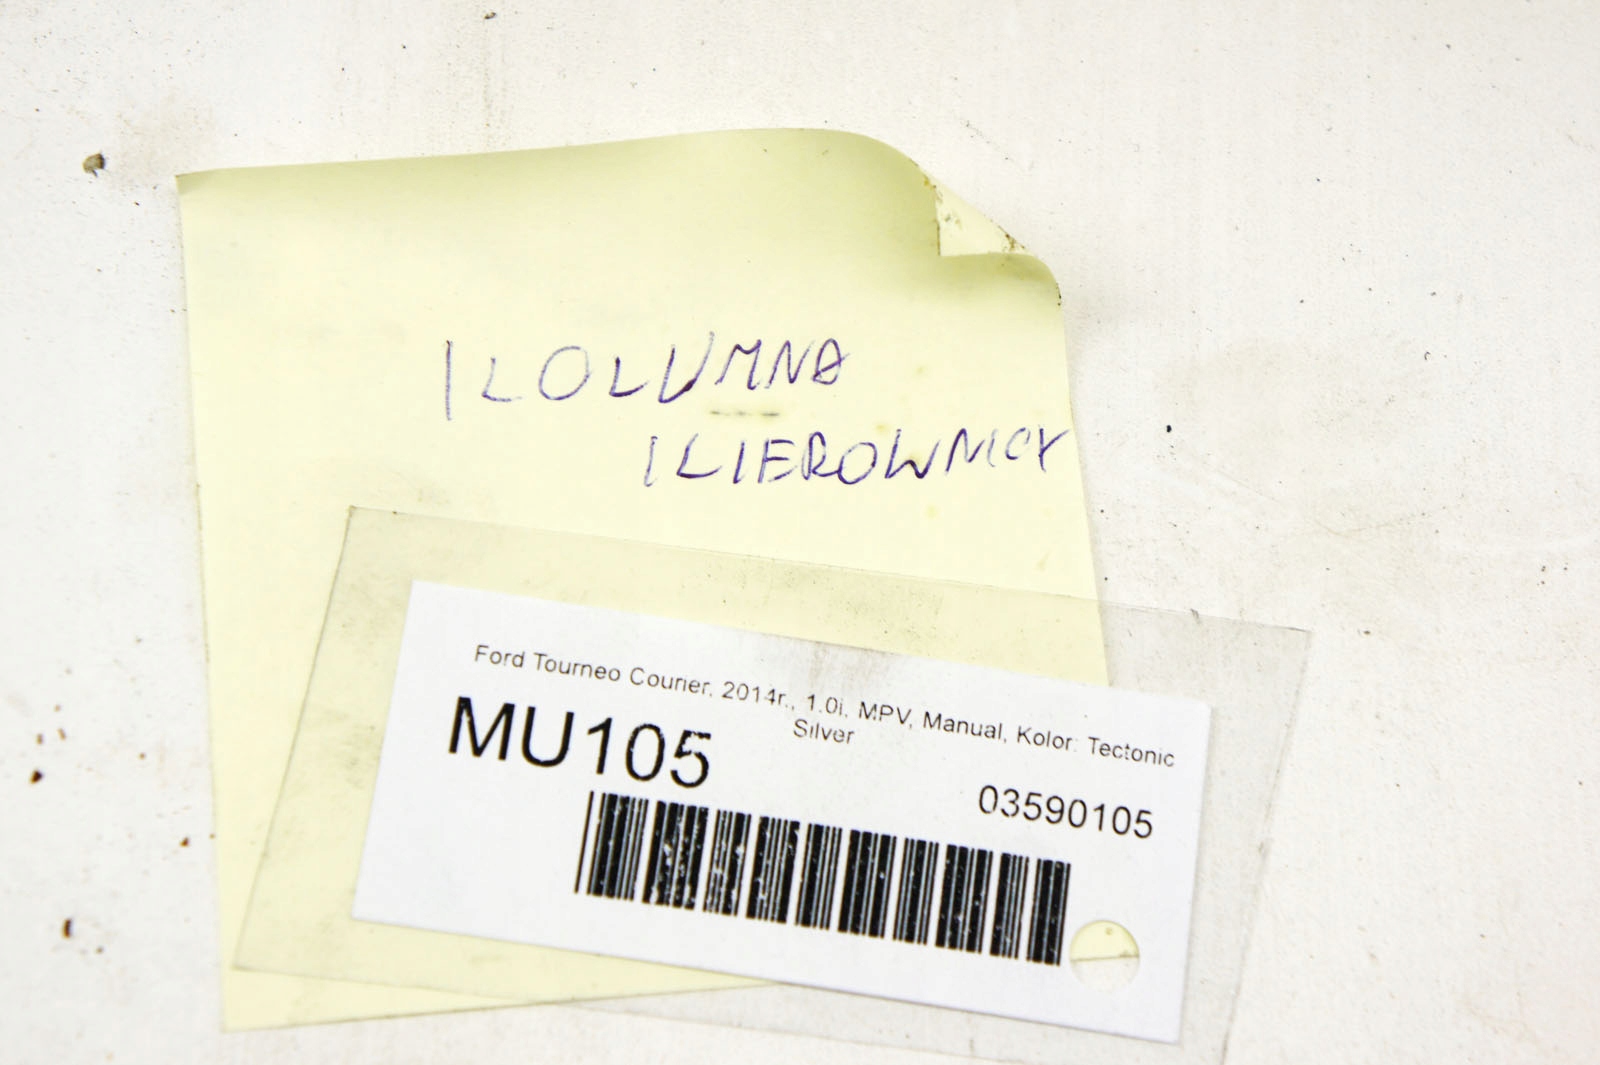 KOLUMNA
KIEROWNICY
Ford Tourneo Courier, 2014r., 1.0i, MPV, Manual, Kolor: Tectonic
Silver
MU105
03590105